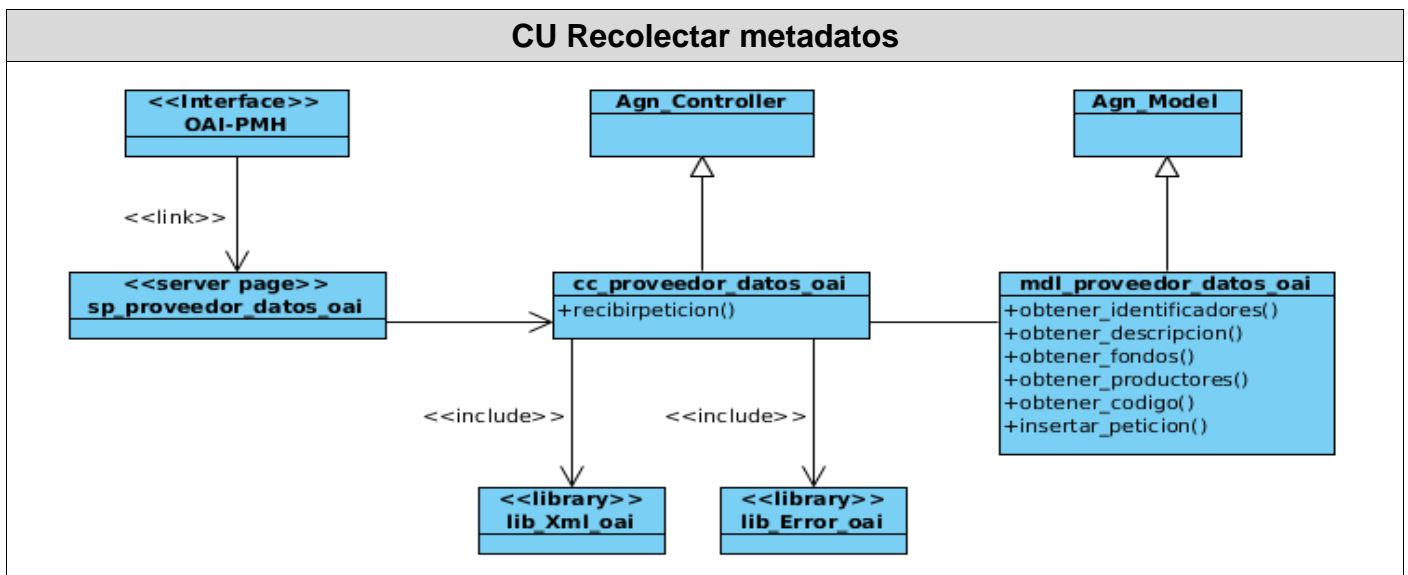 CU Recolectar metadatos
<<Interface>>
OAI-PMH
Agn_Controller
Agn_Model
<<link>>
<<server page>>
sp_proveedor_datos_oai
cc_proveedor_datos_oai
+recibirpeticion()
mdl_proveedor_datos_oai
+obtener_identificadores()
+obtener_descripcion()
+obtener_fondos()
+obtener_productores()
+obtener_codigo()
+insertar_peticion()
<<include>>
<<include>>
<<library>>
lib_Xml_oai
<<library>>
lib_Error_oai